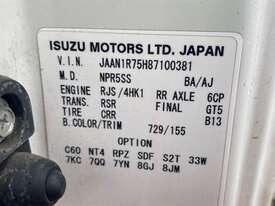 ISUZU MOTORS LTD. JAPAN
V.I.N. JAAN1R75H87100381
M.D. NPR5SS BA/AJ
ENGINE RJS/4HK1 RR AXLE 6CP
TRANS. RSR FINAL GT5
TIRE CRR B13
B.COLOR/TRIM 729/155
OPTION
C60 NT4 RPZ SDF S2T 33W
7KC 7QQ 7YN 8GJ 8JM